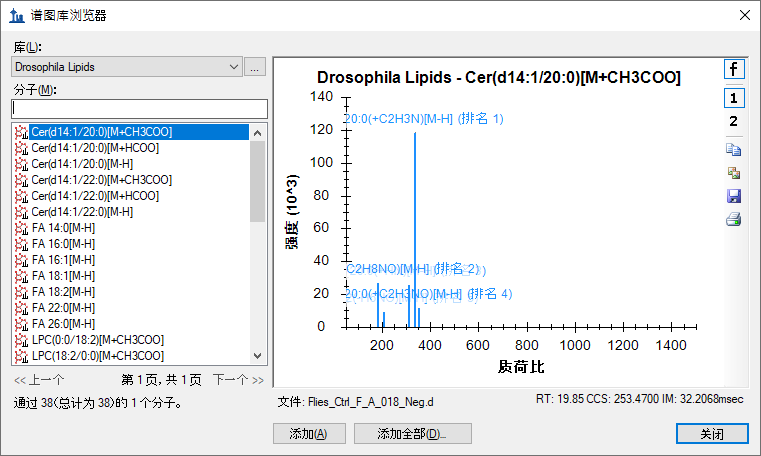 谱图库浏览器
库(L):
Drosophila Lipids
...
分子(M):
Cer(d14:1/20:0)[M+CH3COO]
Cer(d14:1/20:0)[M+HCOO]
Cer(d14:1/20:0)[M-H]
Cer(d14:1/22:0)[M+CH3COO]
Cer(d14:1/22:0)[M+HCOO]
Cer(d14:1/22:0)[M-H]
FA 14:0[M-H]
FA 16:0[M-H]
FA 16:1[M-H]
FA 18:1[M-H]
FA 18:2[M-H]
FA 22:0[M-H]
FA 26:0[M-H]
LPC(0:0/18:2)[M+CH3COO]
LPC(18:2/0:0)[M+CH3COO]
<< 上一个
第 1 页, 共 1 页
下一个 >>
通过 38(总计为 38)的 1 个分子。
Drosophila Lipids - Cer(d14:1/20:0)[M+CH3COO]
强度 (10^3)
140
120
100
80
60
40
20
0
20:0(+C2H3N)[M-H] (排名 1)
C2H8NO)[M-H] (排名 2)
20:0(+C2H3NO)[M-H] (排名 4)
200
400
600
800
1000
1200
1400
质荷比
f
1
2
文件: Flies_Ctrl_F_A_018_Neg.d
RT: 19.85 CCS: 253.4700 IM: 32.2068msec
添加(A)
添加全部(D)...
关闭